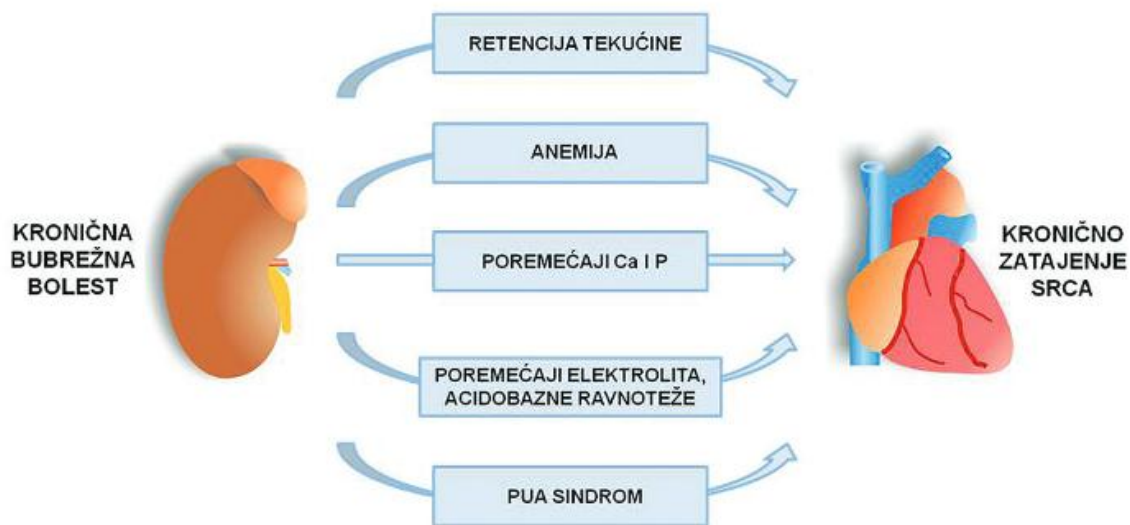 RETENCIJA TEKUĆINE
ANEMIJA
KRONIČNA
BUBREŽNA
BOLEST
POREMEĆAJI Ca I P
KRONIČNO
ZATAJENJE
SRCA
POREMEĆAJI ELEKTROLITA,
ACIDOBAZNE RAVNOTEŽE
PUA SINDROM